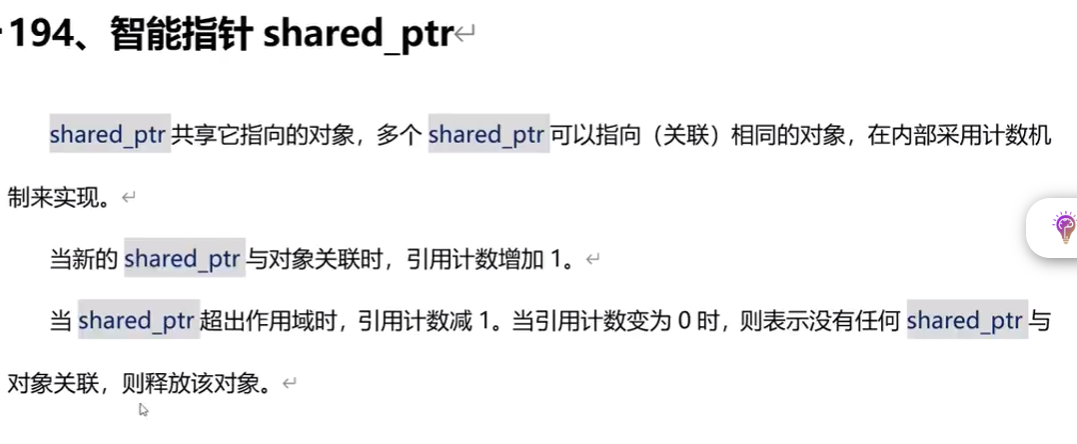 194、智能指针 shared_ptr↵
shared_ptr 共享它指向的对象，多个 shared_ptr 可以指向（关联）相同的对象，在内部采用计数机
制来实现。↵
当新的 shared_ptr 与对象关联时，引用计数增加 1。↵
当 shared_ptr 超出作用域时，引用计数减 1。当引用计数变为 0 时，则表示没有任何 shared_ptr 与
对象关联，则释放该对象。↵